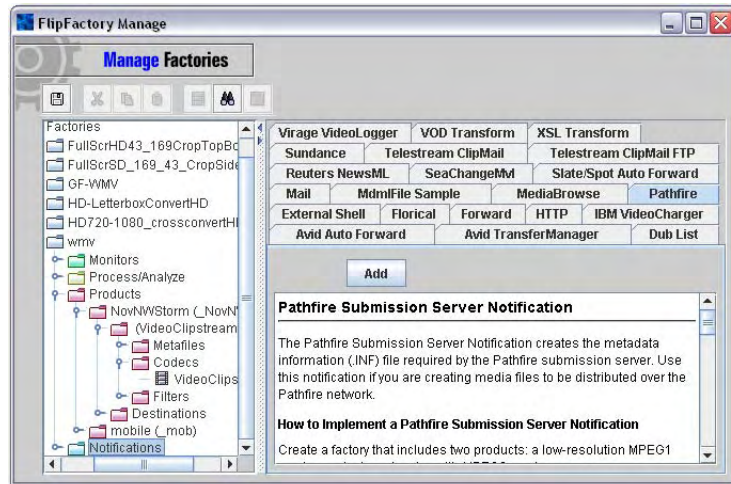 FlipFactory Manage
Manage Factories
Factories
FullScrHD43_169CropTopBo
FullScrSD_169_43_CropSide
GF-WMV
HD-LetterboxConvertHD
HD720-1080_crossconvertHI
wmv
Monitors
Process/Analyze
Products
NovNWStorm (_NovN
(VideoClipstream
Metafiles
Codecs
VideoClips
Filters
Destinations
mobile (_mob)
Notifications
Virage VideoLogger VOD Transform XSL Transform
Sundance Telestream ClipMail Telestream ClipMail FTP
Reuters NewsML SeaChangeMvl Slate/Spot Auto Forward
Mail MdmlFile Sample MediaBrowse Pathfire
External Shell Florical Forward HTTP IBM VideoCharger
Avid Auto Forward Avid TransferManager Dub List
Add
Pathfire Submission Server Notification
The Pathfire Submission Server Notification creates the metadata
information (.INF) file required by the Pathfire submission server. Use
this notification if you are creating media files to be distributed over the
Pathfire network.
How to Implement a Pathfire Submission Server Notification
Create a factory that includes two products: a low-resolution MPEG1